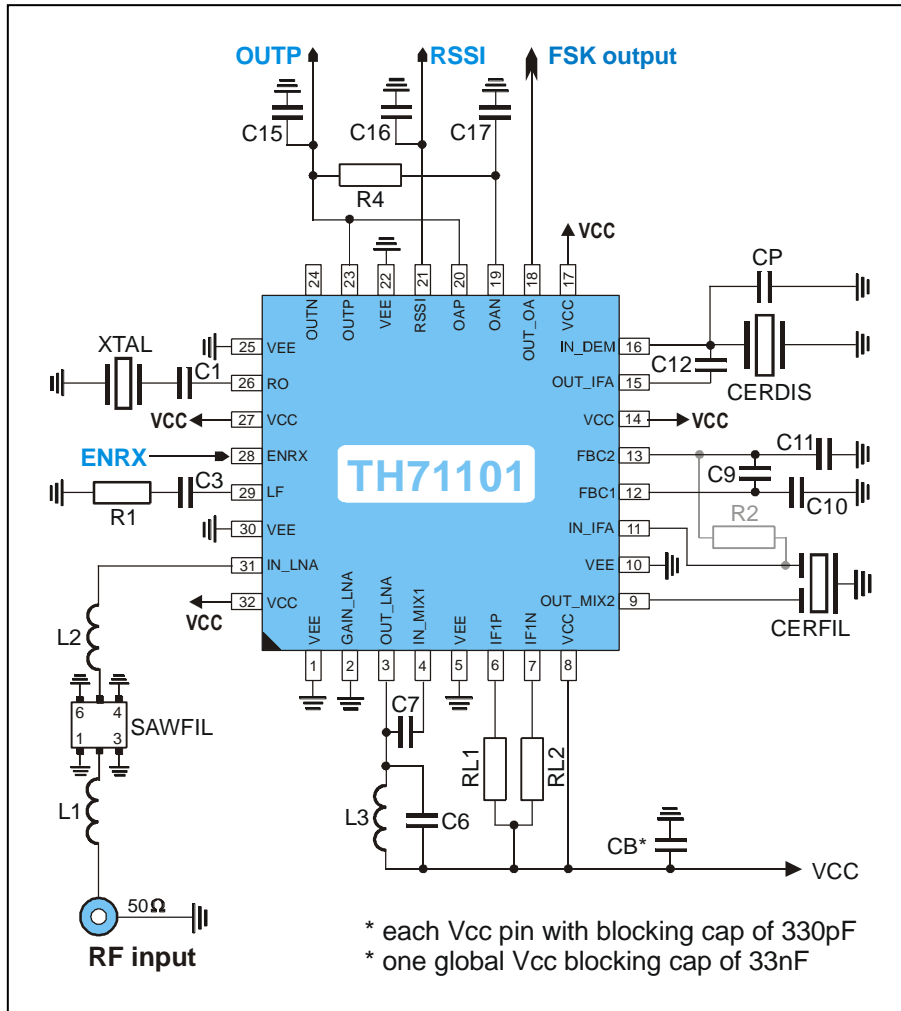 OUTP RSSI FSK output
C15 C16 C17
R4
VCC
24 23 22 21 20 19 18 17
OUTN OUTP VEE RSSI OAP OAN OUT_OA VCC
CP
25 VEE
IN_DEM 16
XTAL C1
C12
26 RO
OUT_IFA 15
CERDIS
VCC 27 VCC
VCC 14 VCC
ENRX 28 ENRX
FBC2 13
C11
TH71101
C9
R1 C3 29 LF
FBC1 12
C10
30 VEE
IN_IFA 11
R2
31 IN_LNA
VEE 10
VCC 32 VCC
OUT_MIX2 9
CERFIL
VEE GAIN_LNA OUT_LNA IN_MIX1 VEE IF1P IF1N VCC
1 2 3 4 5 6 7 8
L2
6 4
1 3
SAWFIL
C7
RL1 RL2
L1
L3 C6
CB*
VCC
50Ω
RF input
* each Vcc pin with blocking cap of 330pF
* one global Vcc blocking cap of 33nF